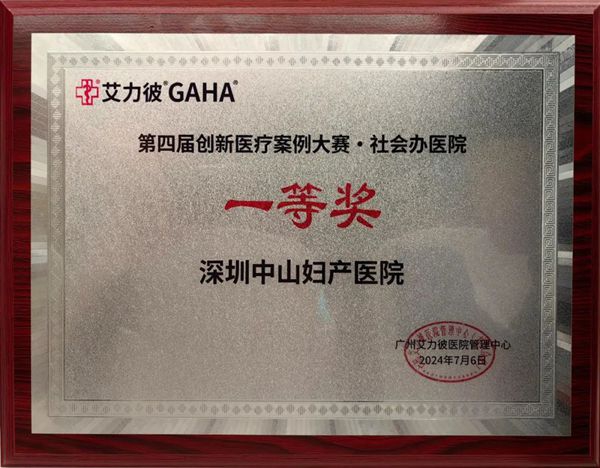 艾力彼® GAHA®
第四届创新医疗案例大赛·社会办医院
一等奖
深圳中山妇产医院
广州艾力彼医院管理中心
2024年7月6日